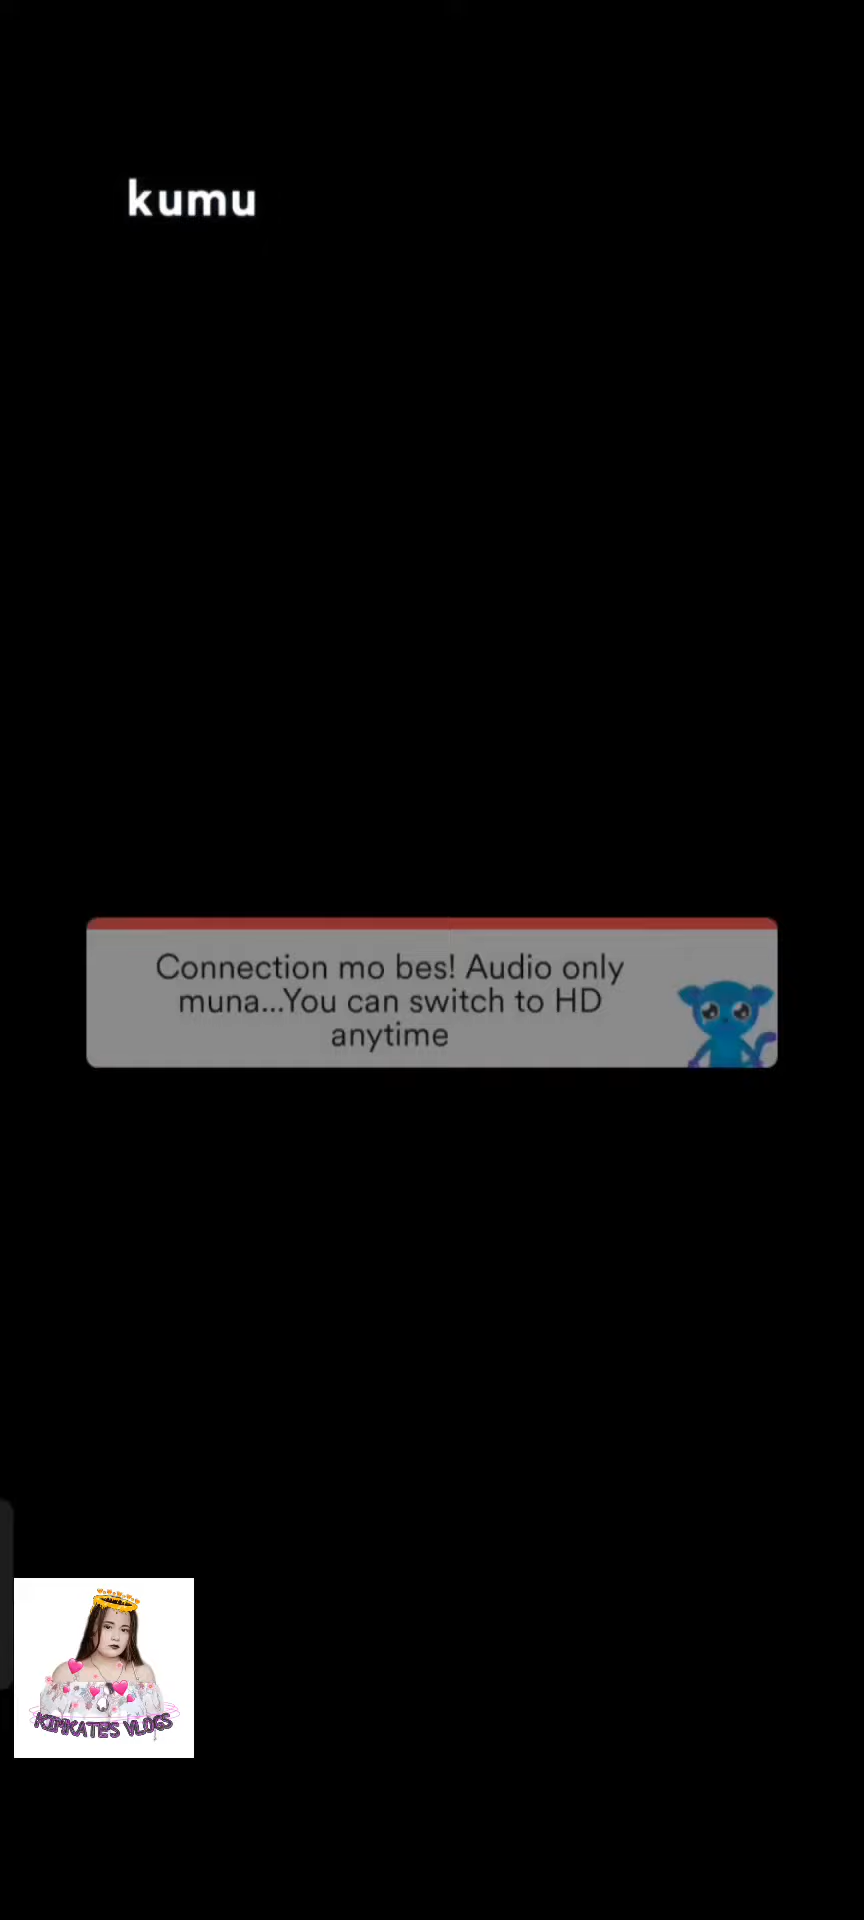 kumu
Connection mo bes! Audio only
muna...You can switch to HD
anytime
KIMKATE'S VLOGS